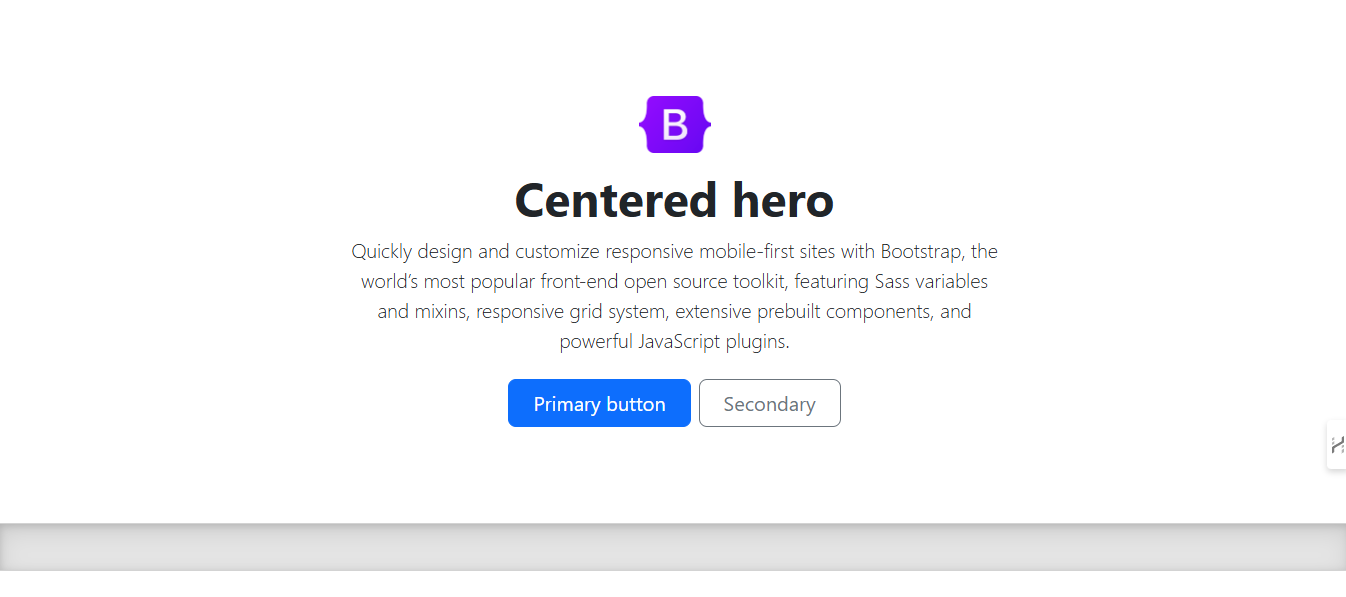 B
Centered hero
Quickly design and customize responsive mobile-first sites with Bootstrap, the
world’s most popular front-end open source toolkit, featuring Sass variables
and mixins, responsive grid system, extensive prebuilt components, and
powerful JavaScript plugins.
Primary button Secondary